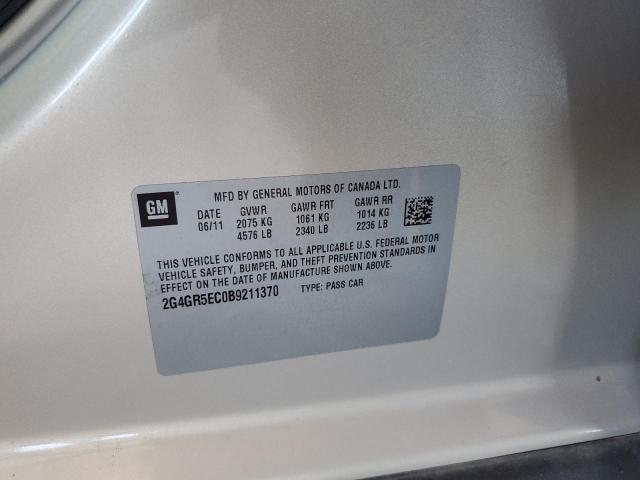 GM
MFD BY GENERAL MOTORS OF CANADA LTD.
DATE GVWR GAWR FRT GAWR RR
06/11 2075 KG 1061 KG 1014 KG
4576 LB 2340 LB 2236 LB
THIS VEHICLE CONFORMS TO ALL APPLICABLE U.S. FEDERAL MOTOR
VEHICLE SAFETY, BUMPER, AND THEFT PREVENTION STANDARDS IN
EFFECT ON THE DATE OF MANUFACTURE SHOWN ABOVE.
2G4GR5EC0B9211370 TYPE: PASS CAR